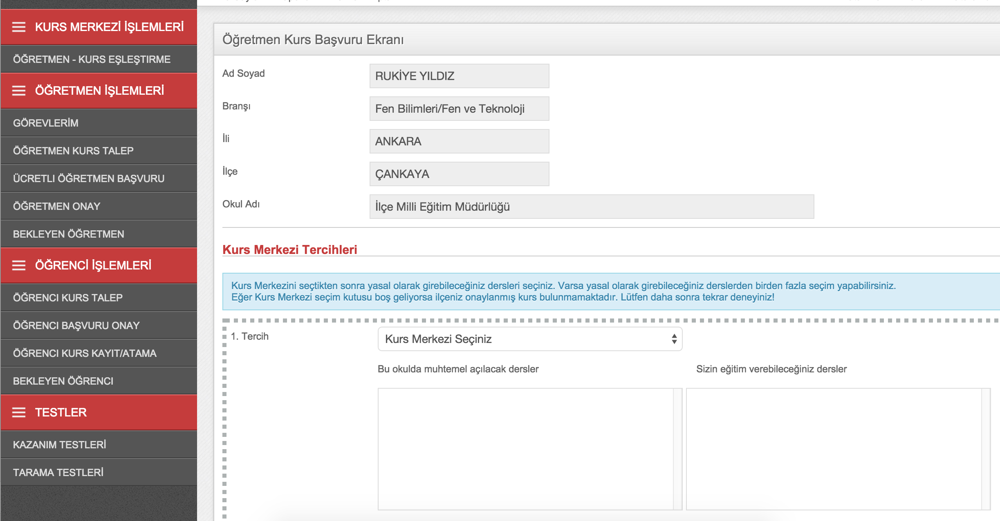 KURS MERKEZİ İŞLEMLERİ
ÖĞRETMEN - KURS EŞLEŞTIRME
ÖĞRETMEN İŞLEMLERİ
GÖREVLERİM
ÖĞRETMEN KURS TALEP
ÜCRETLI ÖĞRETMEN BAŞVURU
ÖĞRETMEN ONAY
BEKLEYEN ÖĞRETMEN
ÖĞRENCİ İŞLEMLERİ
ÖĞRENCI KURS TALEP
ÖĞRENCI BAŞVURU ONAY
ÖĞRENCI KURS KAYIT/ATAMA
BEKLEYEN ÖĞRENCI
TESTLER
KAZANIM TESTLERİ
TARAMA TESTLERİ
Öğretmen Kurs Başvuru Ekranı
Ad Soyad RUKİYE YILDIZ
Branşı Fen Bilimleri/Fen ve Teknoloji
İli ANKARA
İlçe ÇANKAYA
Okul Adı İlçe Milli Eğitim Müdürlüğü
Kurs Merkezi Tercihleri
Kurs Merkezini seçtikten sonra yasal olarak girebileceğiniz dersleri seçiniz. Varsa yasal olarak girebileceğiniz derslerden birden fazla seçim yapabilirsiniz.
Eğer Kurs Merkezi seçim kutusu boş geliyorsa ilçeniz onaylanmış kurs bulunmamaktadır. Lütfen daha sonra tekrar deneyiniz!
1. Tercih Kurs Merkezi Seçiniz
Bu okulda muhtemel açılacak dersler Sizin eğitim verebileceğiniz dersler